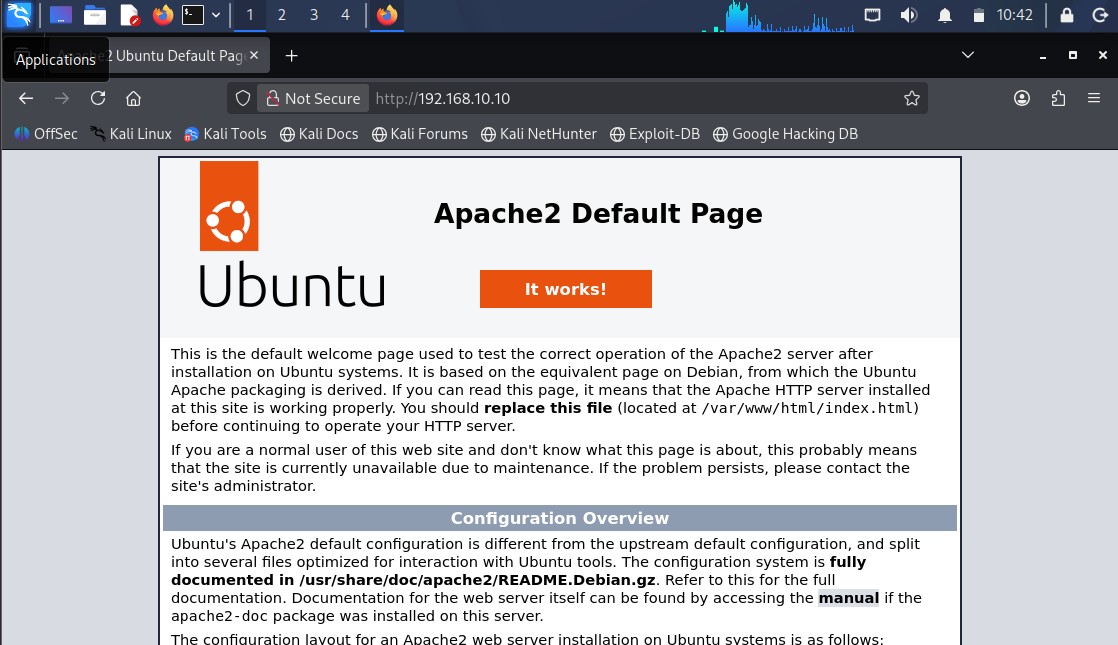 1 2 3 4 10:42
Applications
Apache2 Ubuntu Default Pag
Not Secure http://192.168.10.10
OffSec Kali Linux Kali Tools Kali Docs Kali Forums Kali NetHunter Exploit-DB Google Hacking DB
Apache2 Default Page
Ubuntu
It works!
This is the default welcome page used to test the correct operation of the Apache2 server after
installation on Ubuntu systems. It is based on the equivalent page on Debian, from which the Ubuntu
Apache packaging is derived. If you can read this page, it means that the Apache HTTP server installed
at this site is working properly. You should replace this file (located at /var/www/html/index.html)
before continuing to operate your HTTP server.
If you are a normal user of this web site and don't know what this page is about, this probably means
that the site is currently unavailable due to maintenance. If the problem persists, please contact the
site's administrator.
Configuration Overview
Ubuntu's Apache2 default configuration is different from the upstream default configuration, and split
into several files optimized for interaction with Ubuntu tools. The configuration system is fully
documented in /usr/share/doc/apache2/README.Debian.gz. Refer to this for the full
documentation. Documentation for the web server itself can be found by accessing the manual if the
apache2-doc package was installed on this server.
The configuration layout for an Apache2 web server installation on Ubuntu systems is as follows: